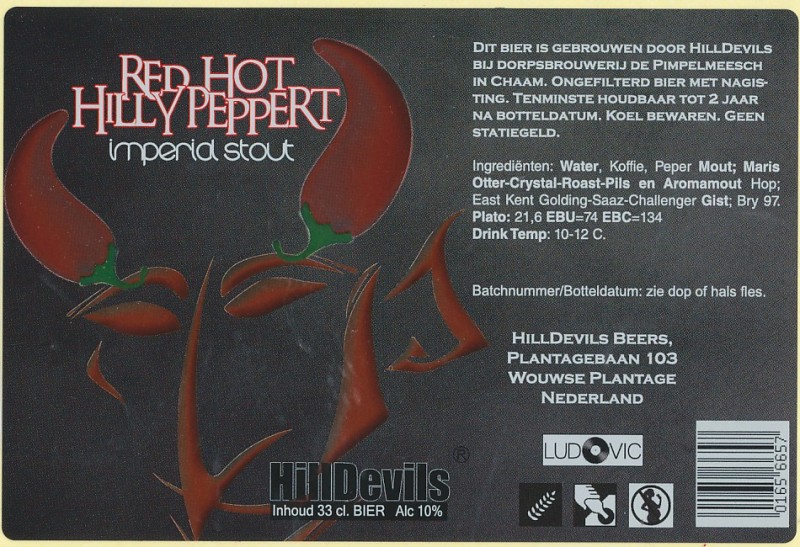 RED HOT
HILLY PEPPERT
imperial stout
DIT BIER IS GEBROUWEN DOOR HILLDEVILS
BIJ DORPSBROUWERIJ DE PIMPELMEESCH
IN CHAAM. ONGEFILTERD BIER MET NAGIS-
TING. TENMINSTE HOUDBAAR TOT 2 JAAR
NA BOTTELDATUM. KOEL BEWAREN. GEEN
STATIEGELD.
Ingrediënten: Water, Koffie, Peper Mout; Maris
Otter-Crystal-Roast-Pils en Aromamout Hop;
East Kent Golding-Saaz-Challenger Gist; Bry 97.
Plato: 21,6 EBU=74 EBC=134
Drink Temp: 10-12 C.
Batchnummer/Botteldatum: zie dop of hals fles.
HILLDEVILS BEERS,
PLANTAGEBAAN 103
WOUWSE PLANTAGE
NEDERLAND
LUDOVIC
HillDevils ®
Inhoud 33 cl. BIER Alc 10%
0165 6657